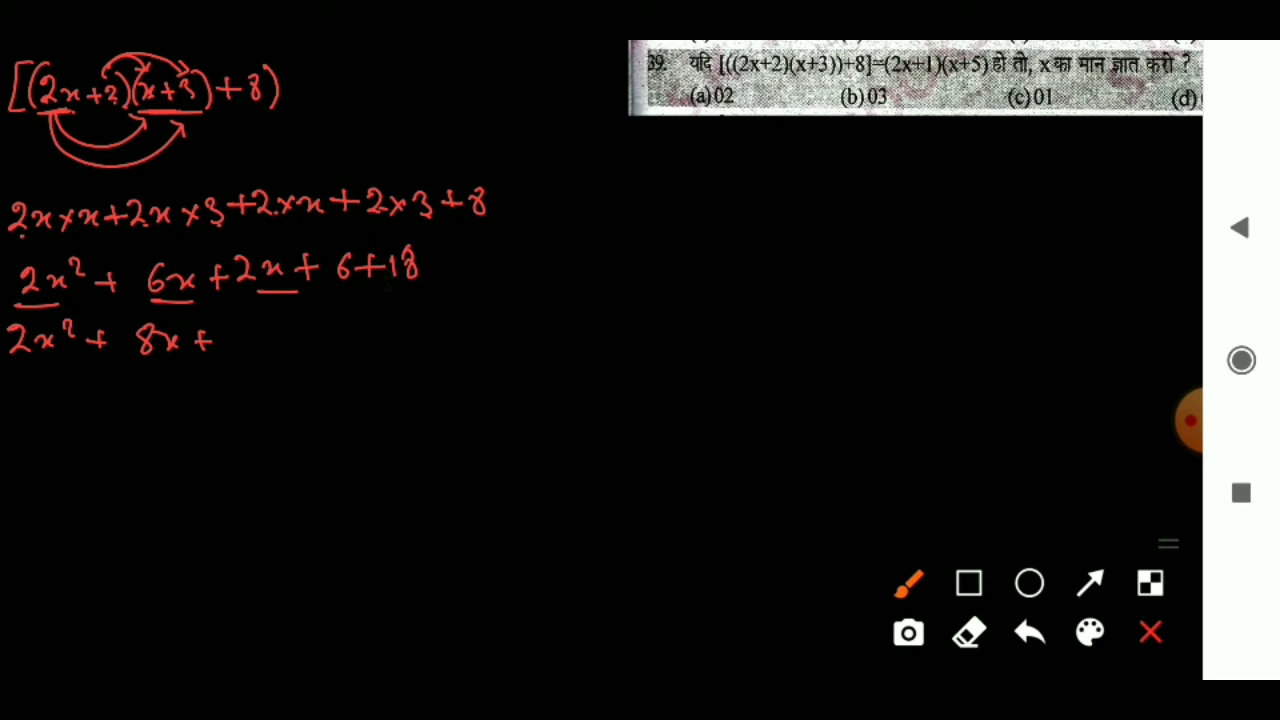 [(2x+2)(x+3)+8)
2x×x+2x×3+2×x+2×3+8
2x²+ 6x+2x+ 6+18
2x²+ 8x+
39. यदि [((2x+2)(x+3))+8]=(2x+1)(x+5) हो तो, x का मान ज्ञात करो ?
(a) 02 (b) 03 (c) 01 (d)